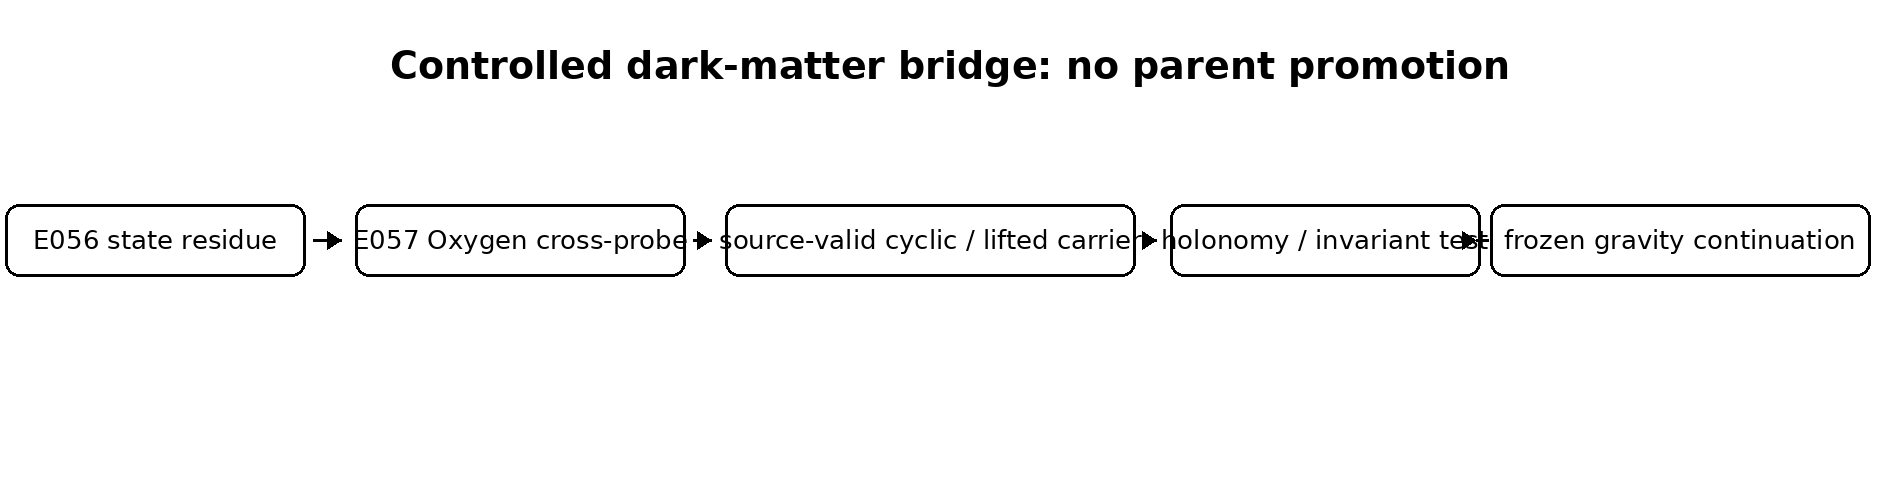 Controlled dark-matter bridge: no parent promotion
E056 state residue
E057 Oxygen cross-probe
source-valid cyclic / lifted carrier
holonomy / invariant test
frozen gravity continuation